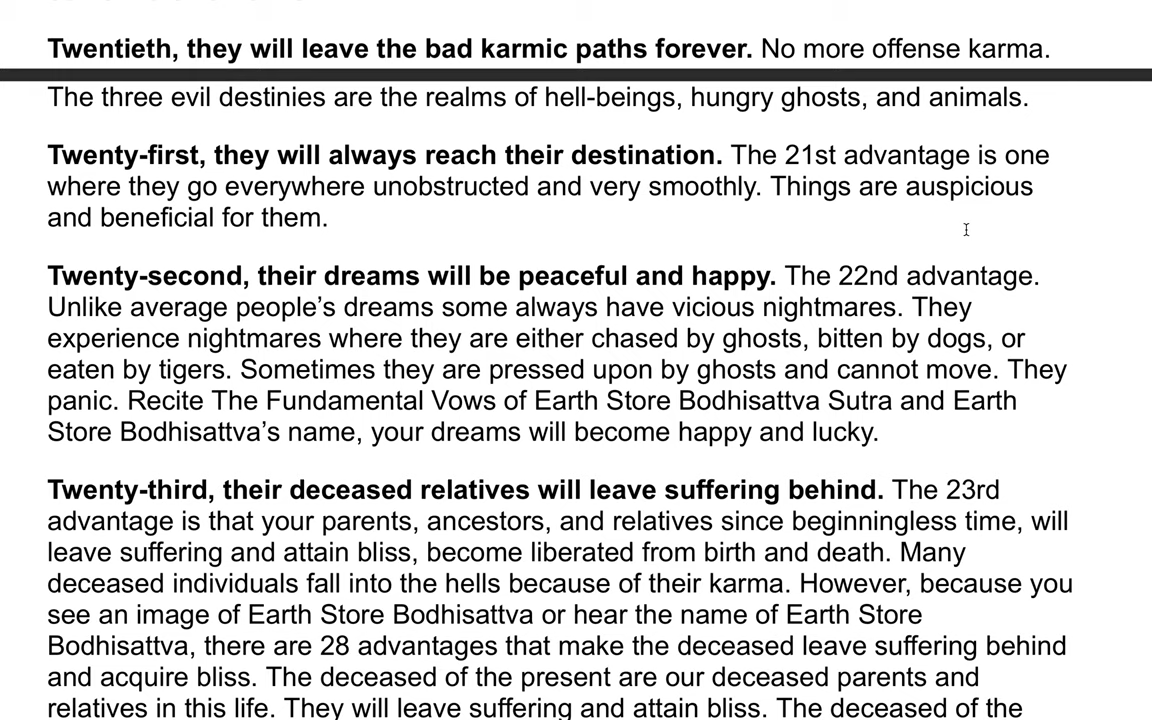 Twentieth, they will leave the bad karmic paths forever. No more offense karma.
The three evil destinies are the realms of hell-beings, hungry ghosts, and animals.
Twenty-first, they will always reach their destination. The 21st advantage is one
where they go everywhere unobstructed and very smoothly. Things are auspicious
and beneficial for them.
Twenty-second, their dreams will be peaceful and happy. The 22nd advantage.
Unlike average people’s dreams some always have vicious nightmares. They
experience nightmares where they are either chased by ghosts, bitten by dogs, or
eaten by tigers. Sometimes they are pressed upon by ghosts and cannot move. They
panic. Recite The Fundamental Vows of Earth Store Bodhisattva Sutra and Earth
Store Bodhisattva’s name, your dreams will become happy and lucky.
Twenty-third, their deceased relatives will leave suffering behind. The 23rd
advantage is that your parents, ancestors, and relatives since beginningless time, will
leave suffering and attain bliss, become liberated from birth and death. Many
deceased individuals fall into the hells because of their karma. However, because you
see an image of Earth Store Bodhisattva or hear the name of Earth Store
Bodhisattva, there are 28 advantages that make the deceased leave suffering behind
and acquire bliss. The deceased of the present are our deceased parents and
relatives in this life. They will leave suffering and attain bliss. The deceased of the